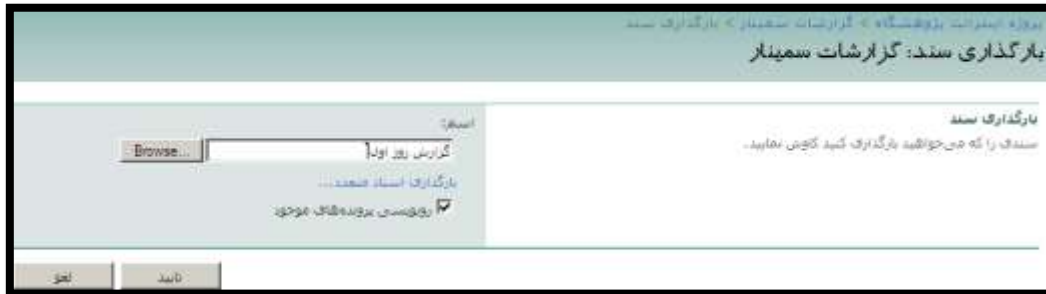 پروژه اینترانت پژوهشگاه > گزارشات سمینار > بارگذاری سند
بارگذاری سند: گزارشات سمینار
بارگذاری سند
سندی را که می‌خواهید بارگذاری کنید کاوش نمایید.
اسم:
گزارش روز اول
Browse...
بارگذاری اسناد متعدد...
رونویسی پرونده‌های موجود
تایید
لغو